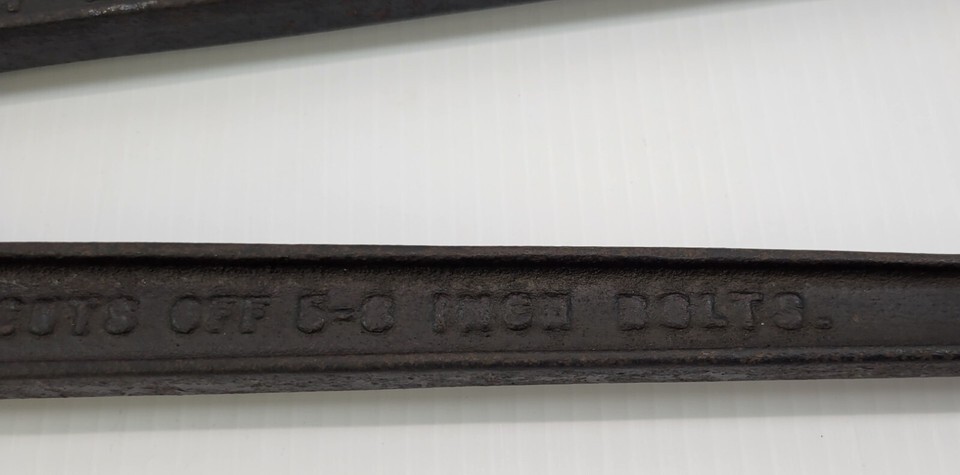 CUTS OFF 5-8 INCH BOLTS.